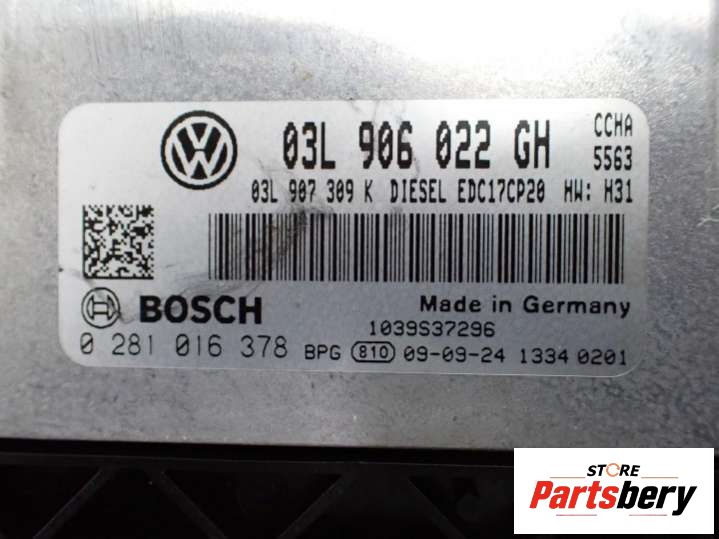 03L 906 022 GH CCHA
5563
03L 907 309 K DIESEL EDC17CP20 HW: H31
BOSCH Made in Germany
1039S37296
0 281 016 378 BPG 810 09-09-24 1334 0201
STORE
Partsbery